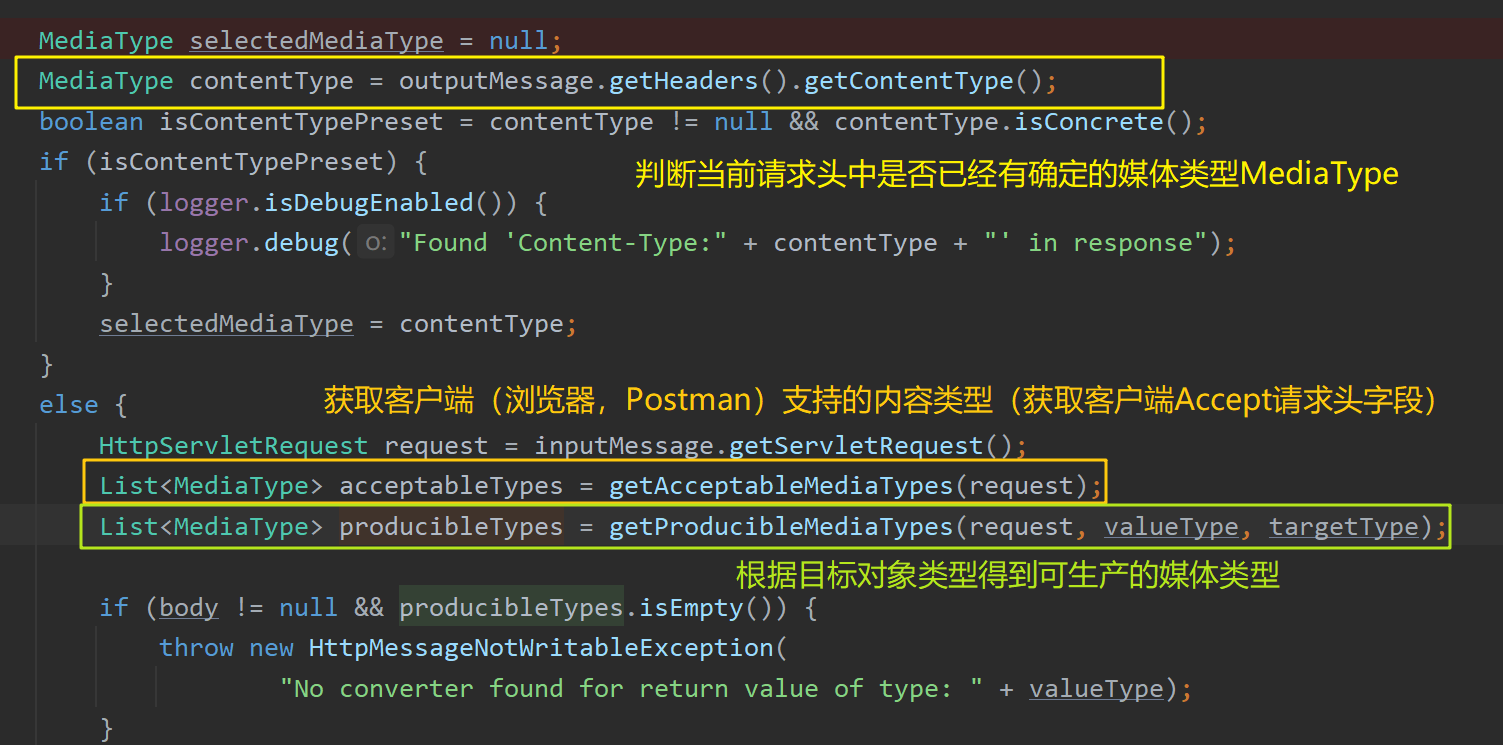 MediaType selectedMediaType = null;
MediaType contentType = outputMessage.getHeaders().getContentType();
boolean isContentTypePreset = contentType != null && contentType.isConcrete();
if (isContentTypePreset) {
判断当前请求头中是否已经有确定的媒体类型MediaType
if (logger.isDebugEnabled()) {
logger.debug( o: "Found 'Content-Type:" + contentType + "' in response");
}
selectedMediaType = contentType;
}
else {
获取客户端（浏览器，Postman）支持的内容类型（获取客户端Accept请求头字段）
HttpServletRequest request = inputMessage.getServletRequest();
List<MediaType> acceptableTypes = getAcceptableMediaTypes(request);
List<MediaType> producibleTypes = getProducibleMediaTypes(request, valueType, targetType);
根据目标对象类型得到可生产的媒体类型
if (body != null && producibleTypes.isEmpty()) {
throw new HttpMessageNotWritableException(
"No converter found for return value of type: " + valueType);
}